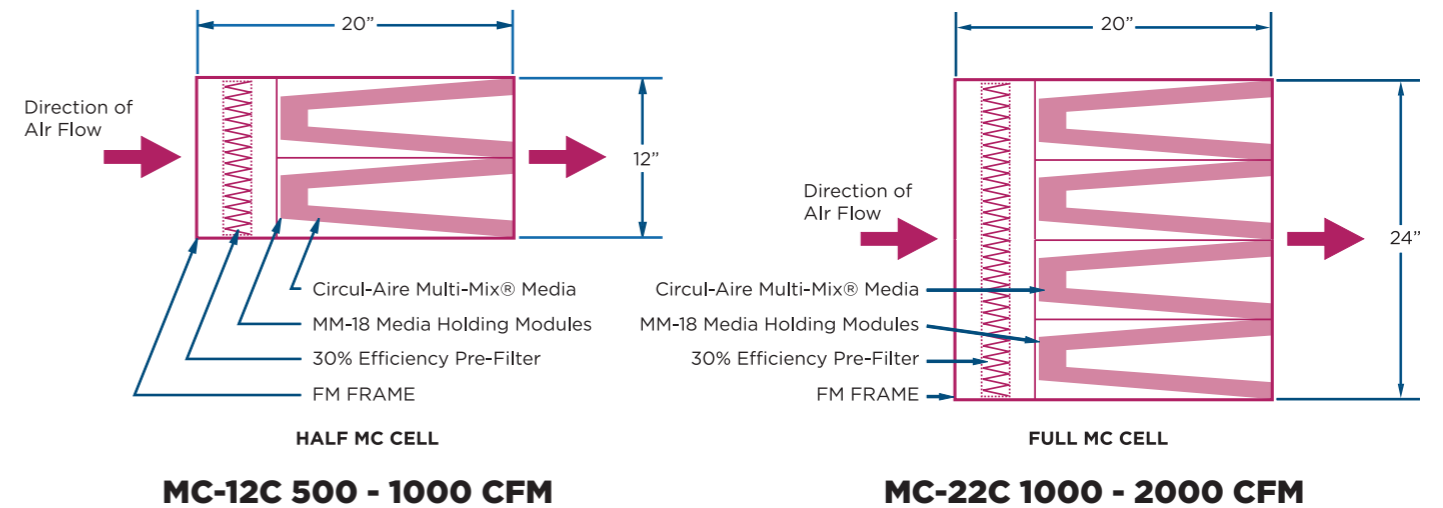 20”
Direction of
AIr Flow
12”
Circul-Aire Multi-Mix® Media
MM-18 Media Holding Modules
30% Efficiency Pre-Filter
FM FRAME
HALF MC CELL
MC-12C 500 - 1000 CFM
20”
Direction of
AIr Flow
24”
Circul-Aire Multi-Mix® Media
MM-18 Media Holding Modules
30% Efficiency Pre-Filter
FM FRAME
FULL MC CELL
MC-22C 1000 - 2000 CFM